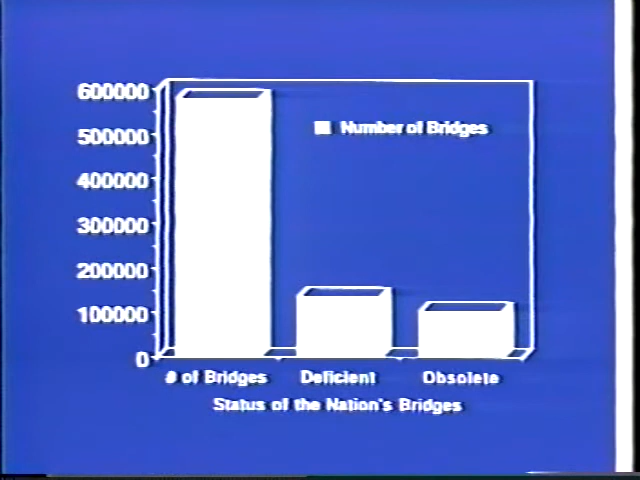 600000
500000
400000
300000
200000
100000
0
Number of Bridges
# of Bridges Deficient Obsolete
Status of the Nation's Bridges